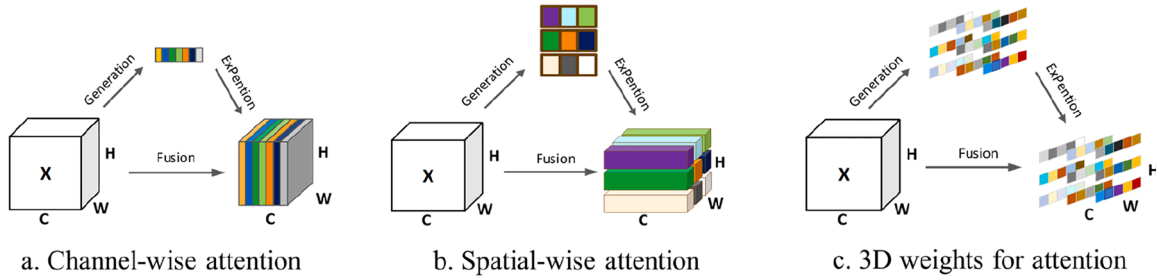 Generation
ExPention
X
Fusion
H
W
C
H
W
C
a. Channel-wise attention
Generation
ExPention
X
Fusion
H
W
C
H
W
C
b. Spatial-wise attention
Generation
ExPention
X
Fusion
H
W
C
H
W
C
c. 3D weights for attention